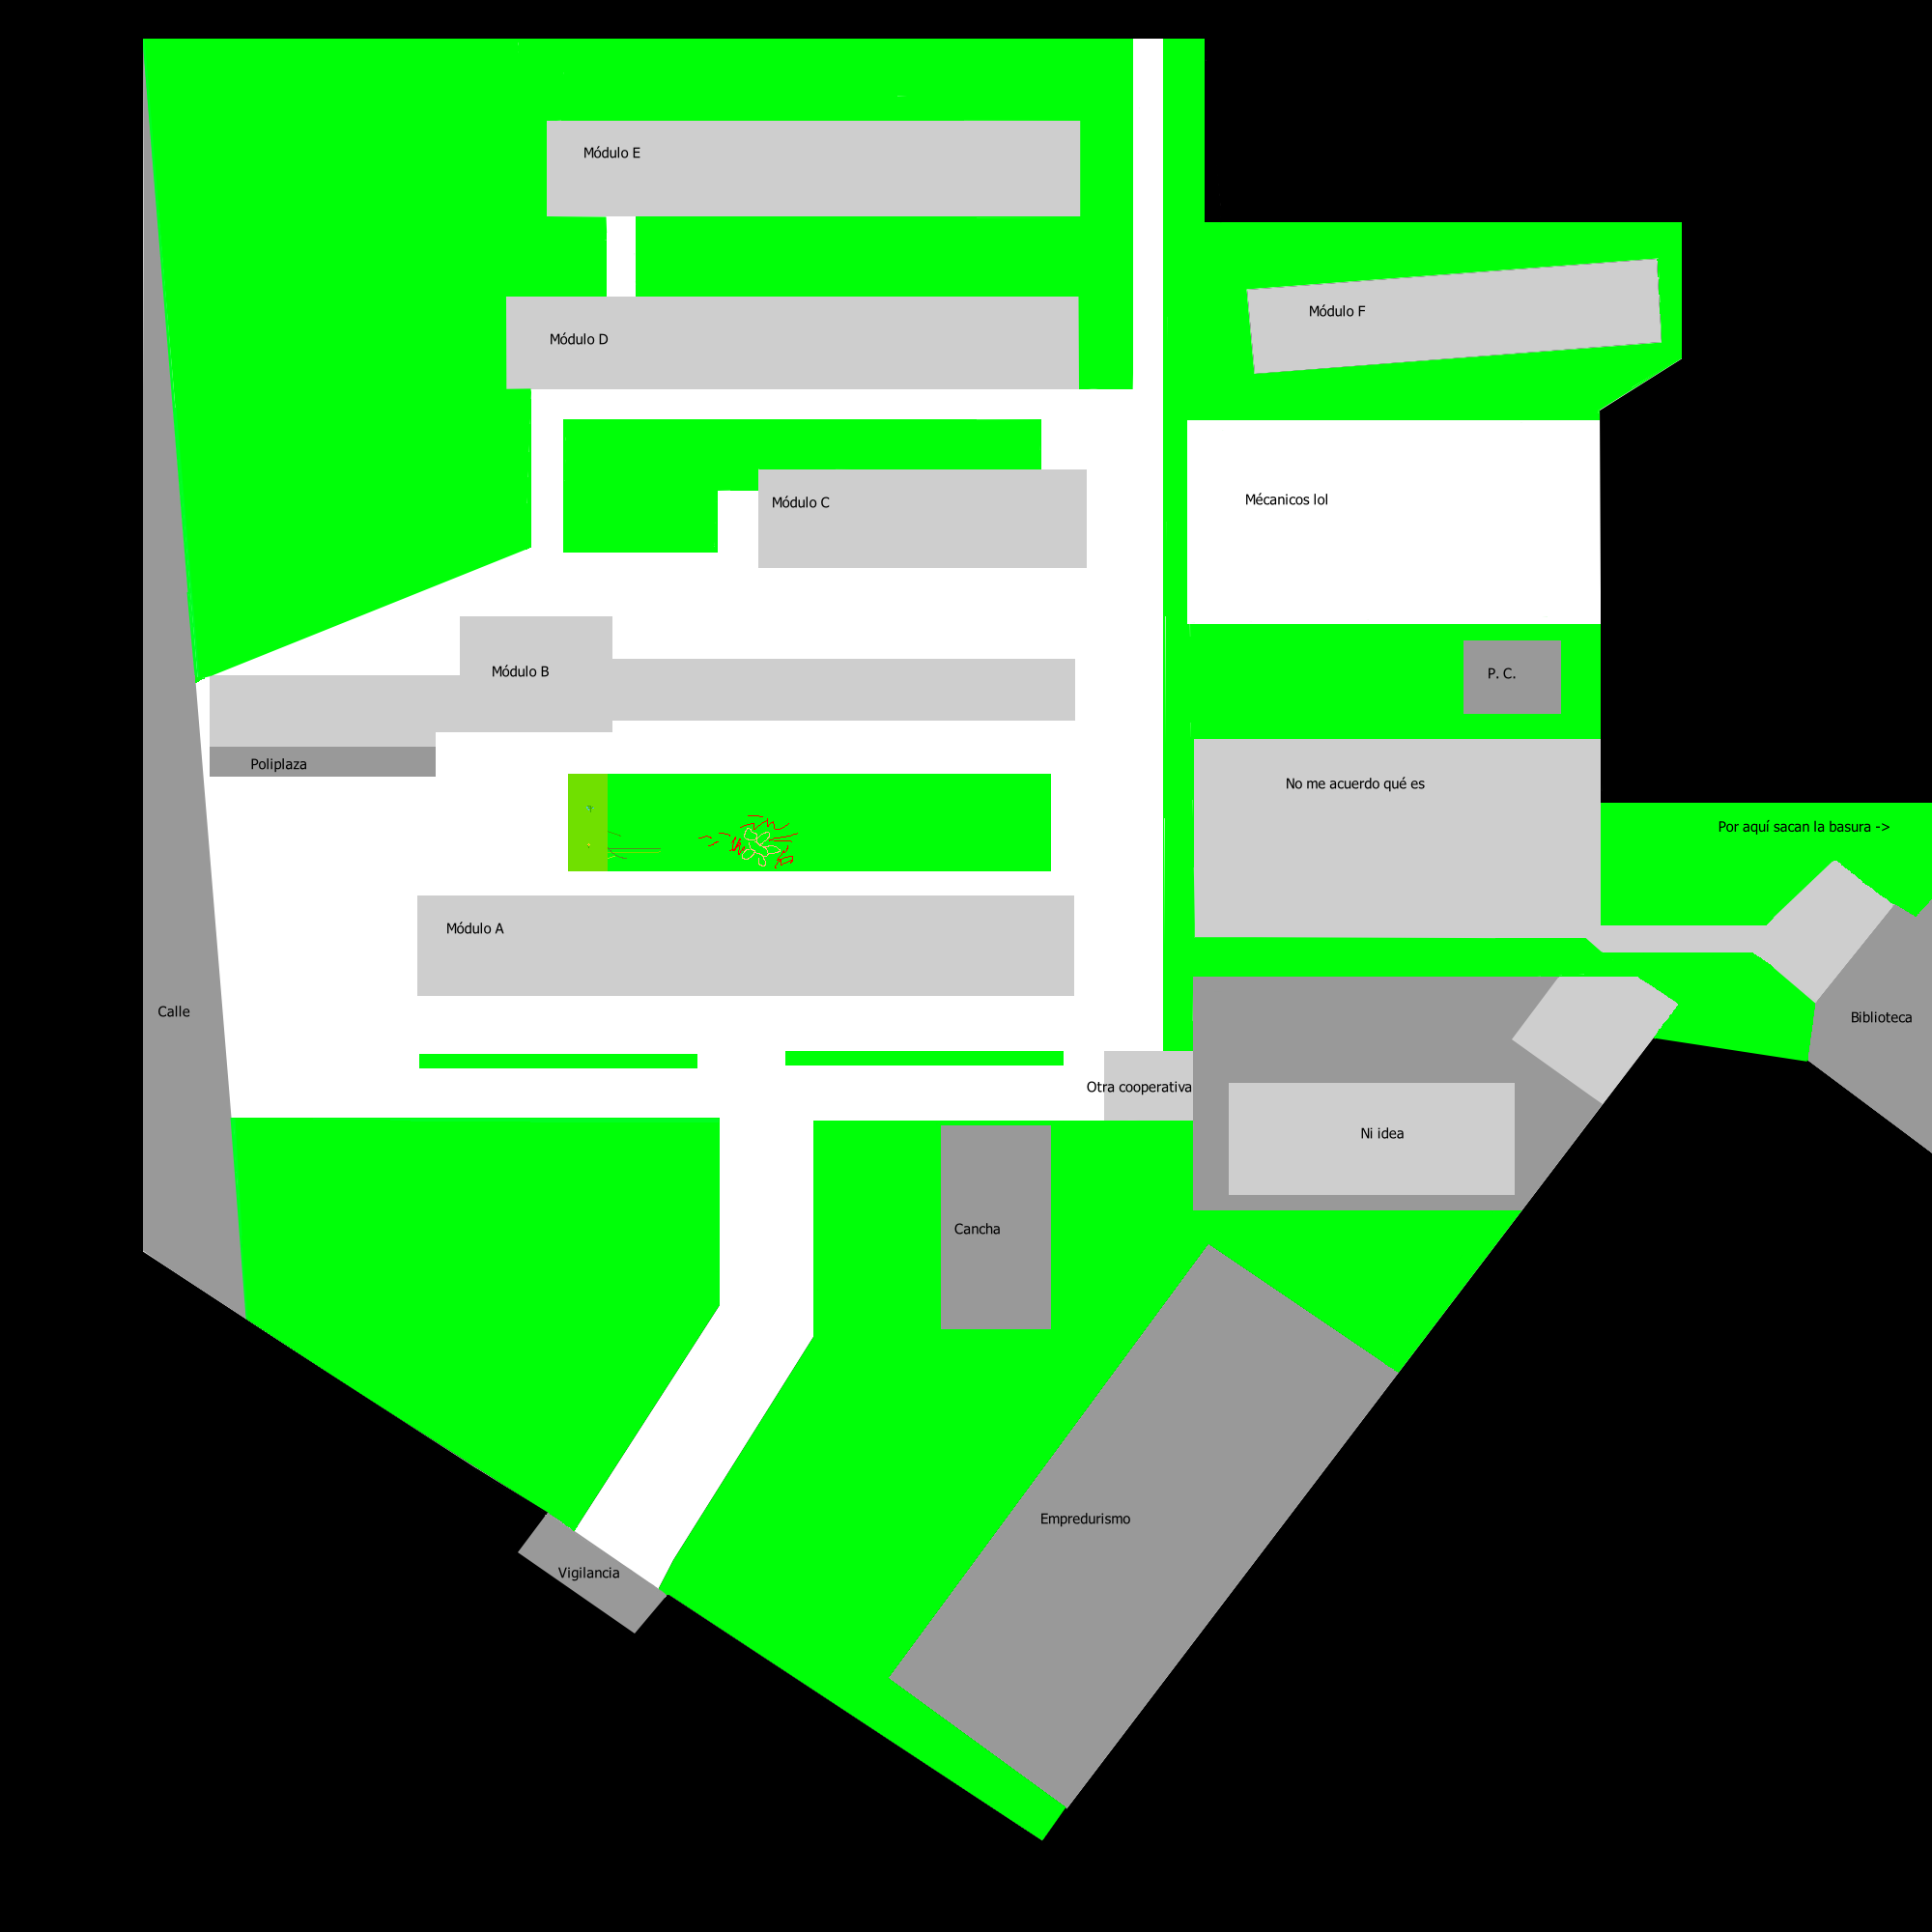 Módulo E
Módulo F
Módulo D
Módulo C
Mécanicos lol
Módulo B
P. C.
Poliplaza
No me acuerdo qué es
Por aquí sacan la basura ->
Módulo A
Calle
Biblioteca
Otra cooperativa
Ni idea
Cancha
Empredurismo
Vigilancia